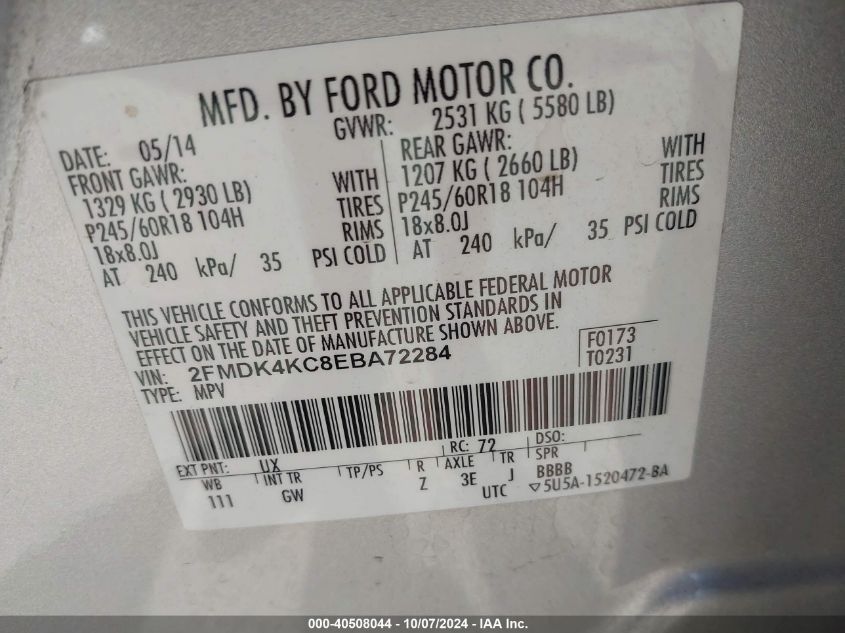 MFD. BY FORD MOTOR CO.
DATE: 05/14
GVWR: 2531 KG ( 5580 LB)
FRONT GAWR:
1329 KG ( 2930 LB) WITH
P245/60R18 104H TIRES
18x8.0J RIMS
AT 240 kPa/ 35 PSI COLD
REAR GAWR: WITH
1207 KG ( 2660 LB) TIRES
P245/60R18 104H RIMS
18x8.0J
AT 240 kPa/ 35 PSI COLD
THIS VEHICLE CONFORMS TO ALL APPLICABLE FEDERAL MOTOR
VEHICLE SAFETY AND THEFT PREVENTION STANDARDS IN
EFFECT ON THE DATE OF MANUFACTURE SHOWN ABOVE.
VIN: 2FMDK4KC8EBA72284
TYPE: MPV
F0173
T0231
EXT PNT: UX RC: 72 DSO:
WB INT TR TP/PS R AXLE TR SPR
111 GW Z 3E J BBBB
UTC ▽5U5A-1520472-BA
000-40508044 - 10/07/2024 - IAA Inc.